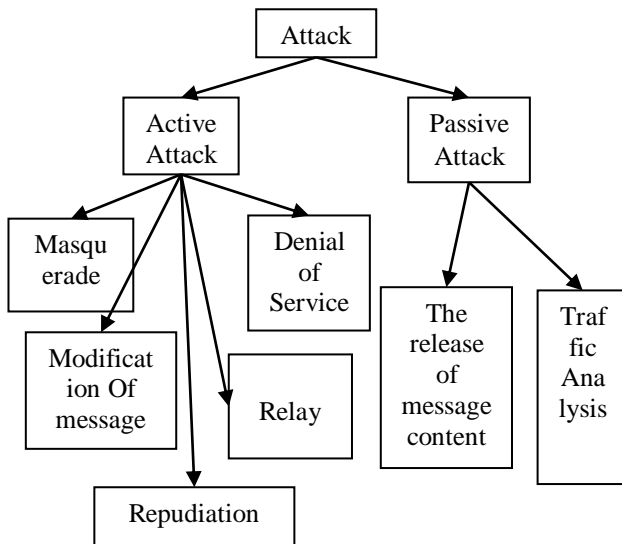 Attack
Active
Attack
Passive
Attack
Masqu
erade
Denial
of
Service
Modificat
ion Of
message
Relay
Repudiation
The
release
of
message
content
Traf
fic
Ana
lysis